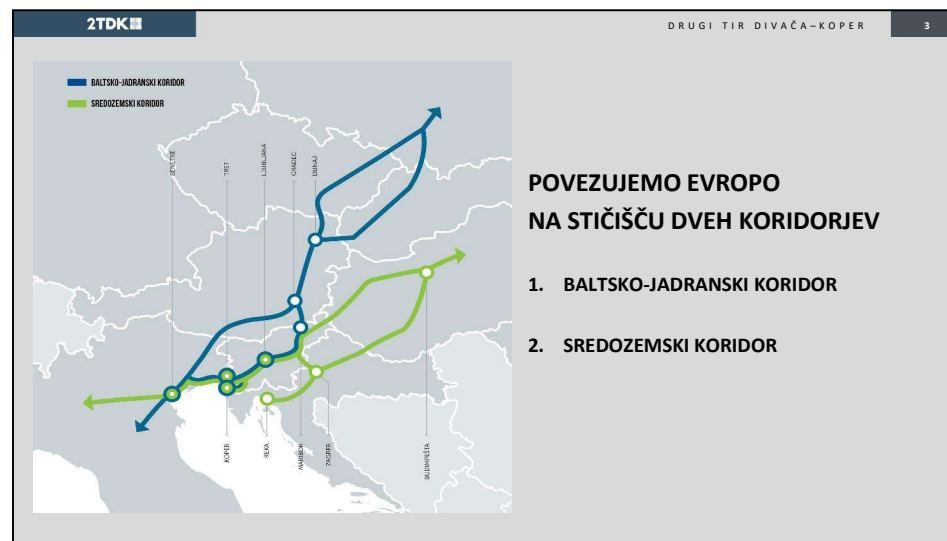 2TDK
DRUGI TIR DIVAČA–KOPER
3
BALTSKO-JADRANSKI KORIDOR
SREDOZEMSKI KORIDOR
BENETKE
TRST
LJUBLJANA
GRADEC
DUNAJ
KOPER
REKA
MARIBOR
ZAGREB
BUDIMPEŠTA
POVEZUJEMO EVROPO
NA STIČIŠČU DVEH KORIDORJEV
1. BALTSKO-JADRANSKI KORIDOR
2. SREDOZEMSKI KORIDOR